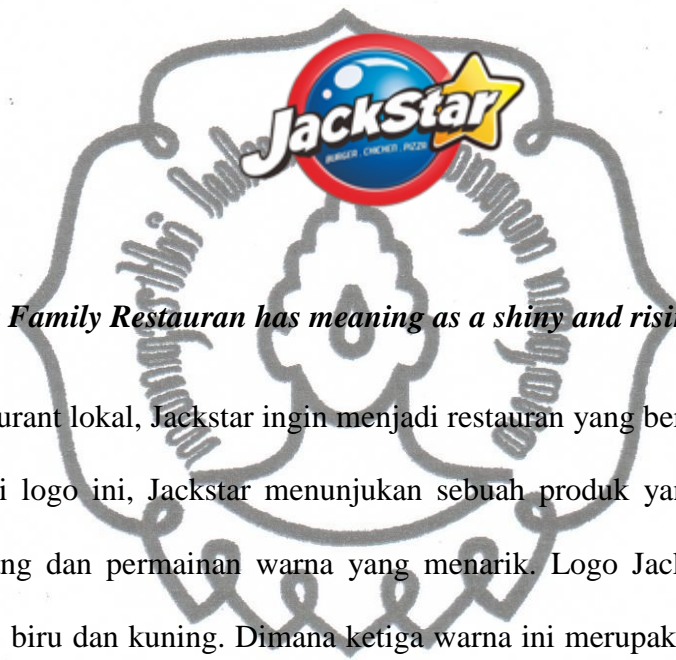 JackStar
BURGER . CHICKEN . PIZZA
Family Restauran has meaning as a shiny and risi
urant lokal, Jackstar ingin menjadi restauran yang ber
i logo ini, Jackstar menunjukan sebuah produk yan
ng dan permainan warna yang menarik. Logo Jac
biru dan kuning. Dimana ketiga warna ini merupak